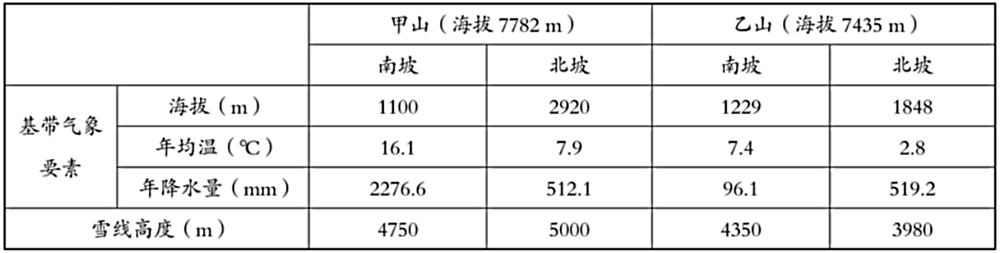 甲山（海拔 7782 m） 乙山（海拔 7435 m）
南坡 北坡 南坡 北坡
基带气象要素 海拔（m） 1100 2920 1229 1848
年均温（℃） 16.1 7.9 7.4 2.8
年降水量（mm） 2276.6 512.1 96.1 519.2
雪线高度（m） 4750 5000 4350 3980